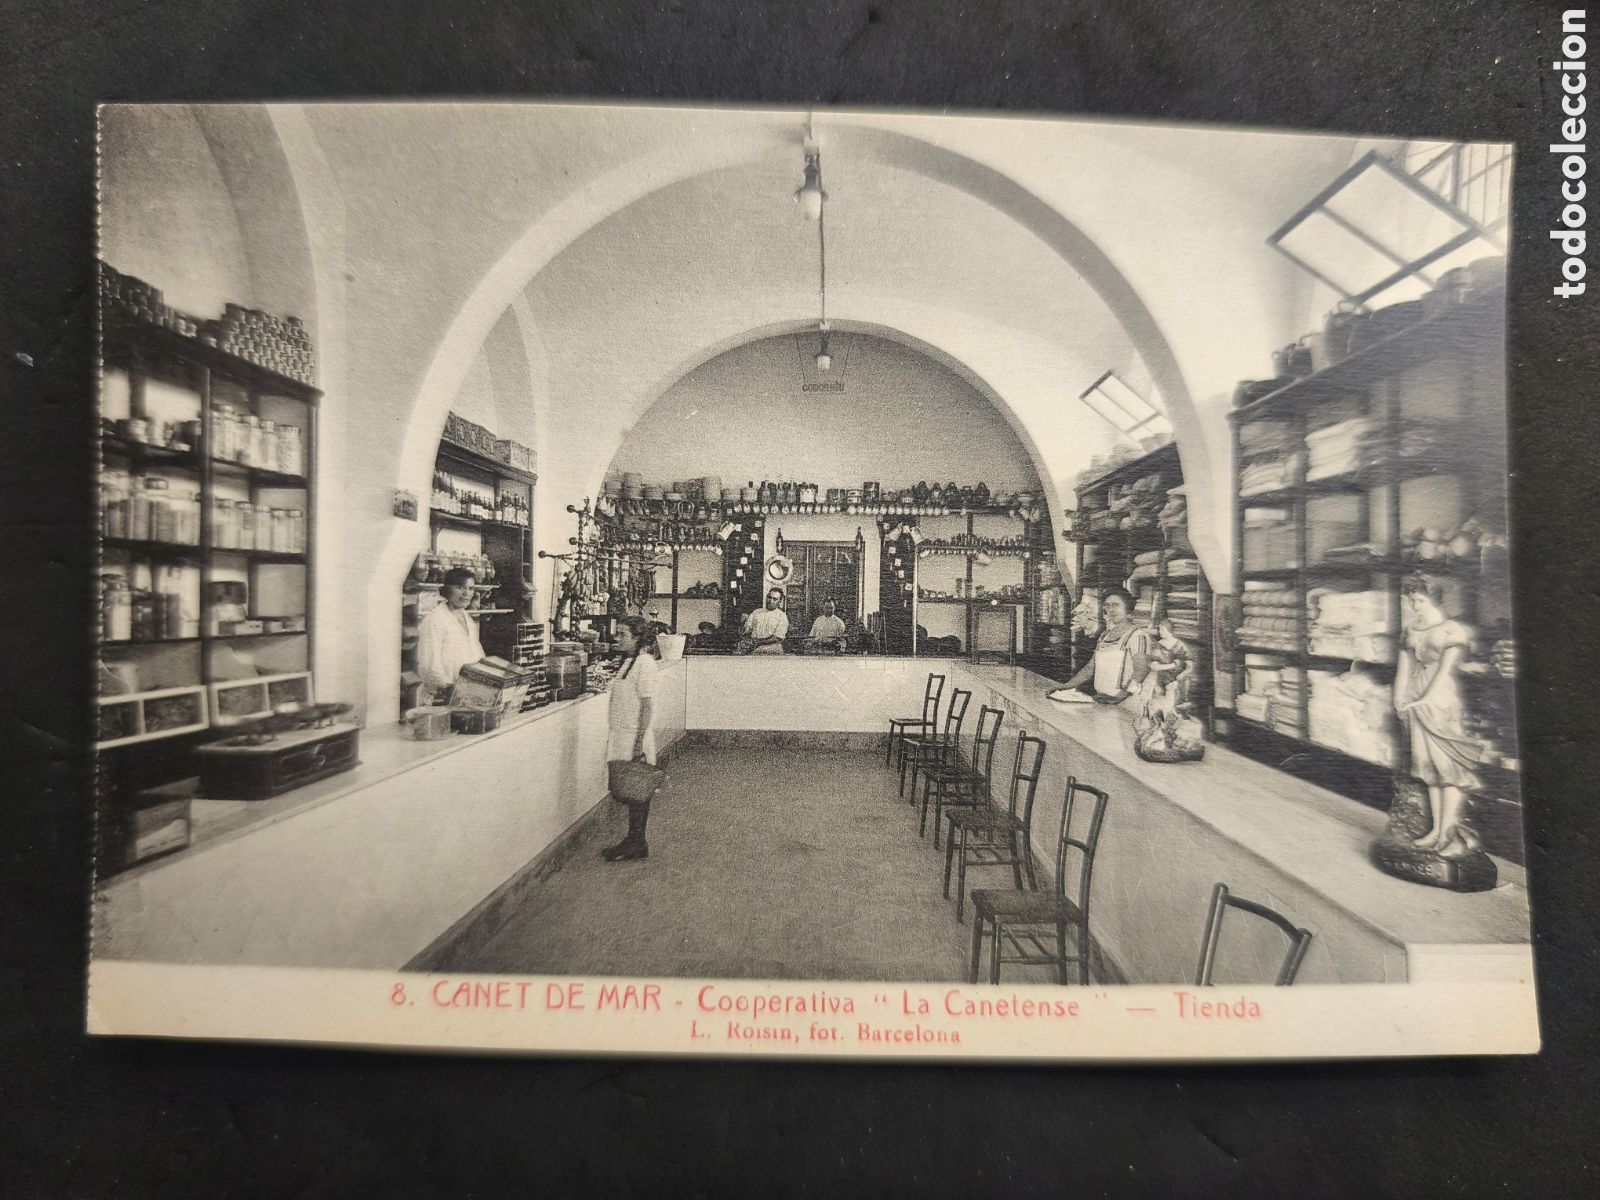 8. CANET DE MAR - Cooperativa “ La Canetense ” — Tienda
L. Roisin, fot. Barcelona
todocoleccion